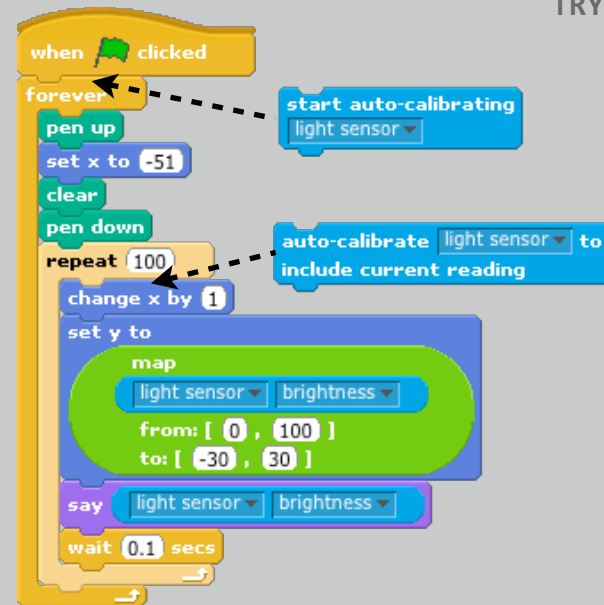 TRY
when clicked
forever
start auto-calibrating
light sensor
pen up
set x to -51
clear
pen down
auto-calibrate light sensor to
include current reading
repeat 100
change x by 1
set y to
map
light sensor brightness
from: [ 0 , 100 ]
to: [ -30 , 30 ]
say light sensor brightness
wait 0.1 secs